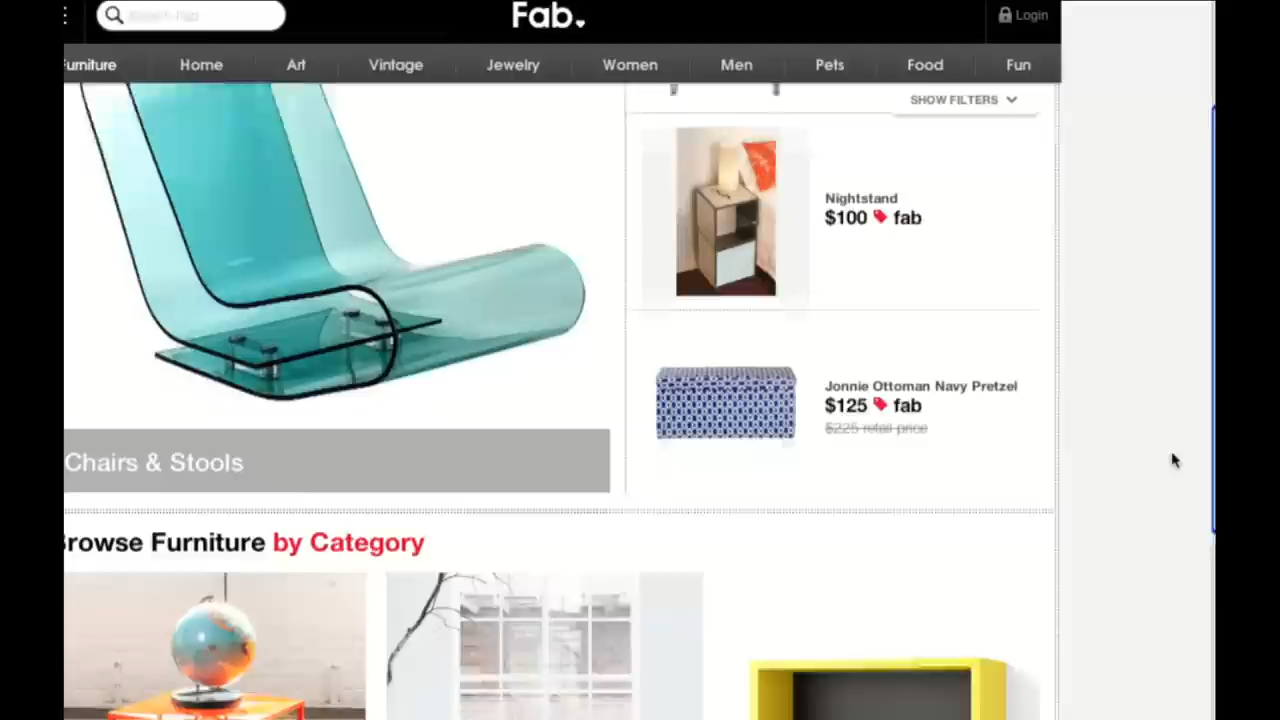 Fab.
Login
Furniture Home Art Vintage Jewelry Women Men Pets Food Fun
SHOW FILTERS
Nightstand
$100 fab
Jonnie Ottoman Navy Pretzel
$125 fab
$225 retail price
Chairs & Stools
Browse Furniture by Category